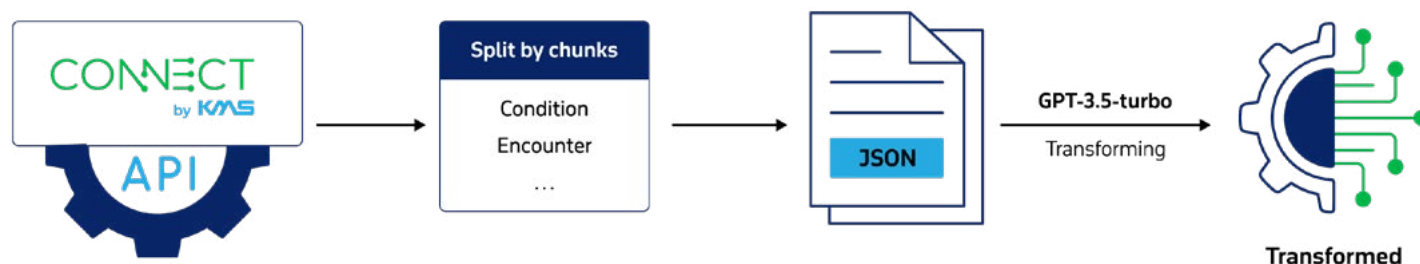 CONNECT
by KMS
API
Split by chunks
Condition
Encounter
...
JSON
GPT-3.5-turbo
Transforming
Transformed